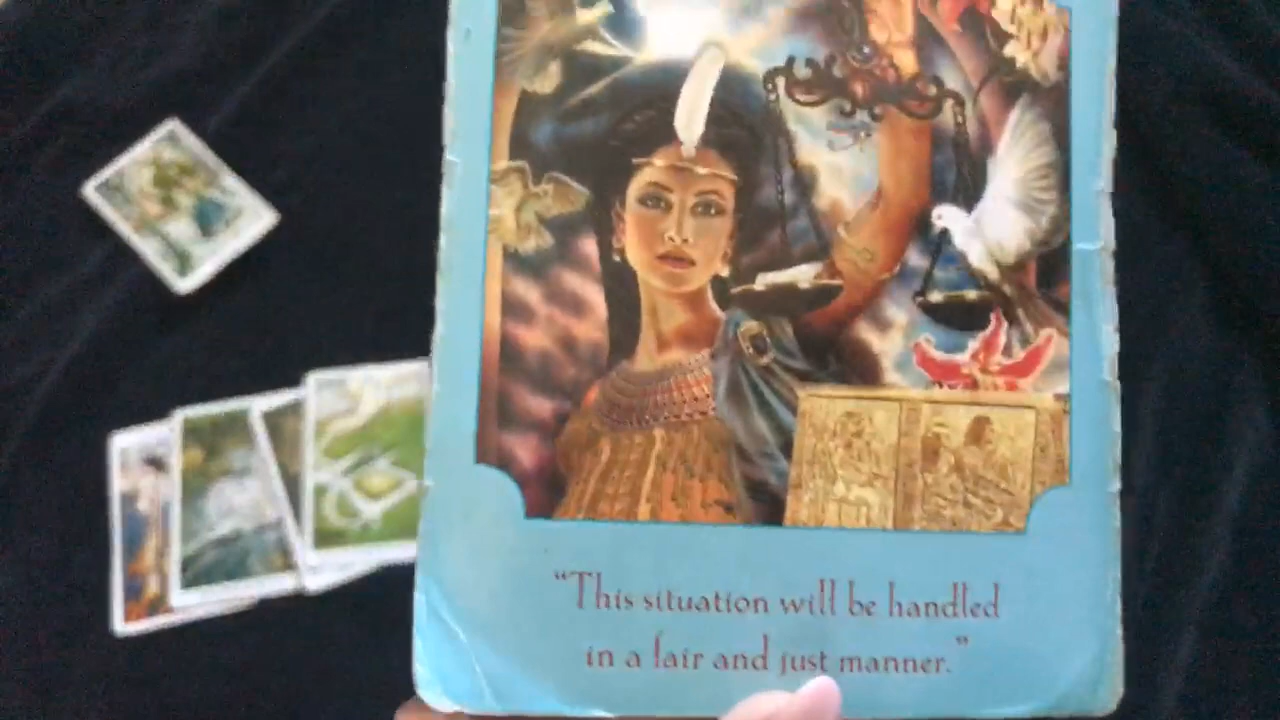 “This situation will be handled
in a fair and just manner.”